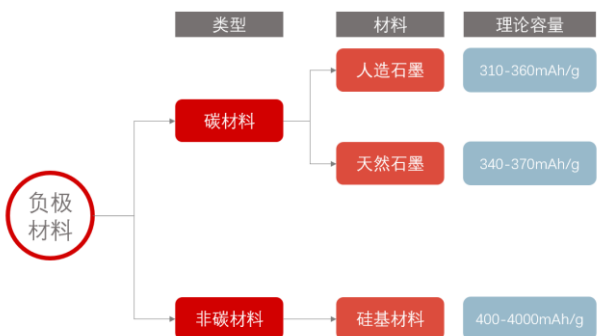 类型
材料
理论容量
人造石墨
310-360mAh/g
碳材料
天然石墨
340-370mAh/g
负极
材料
非碳材料
硅基材料
400-4000mAh/g